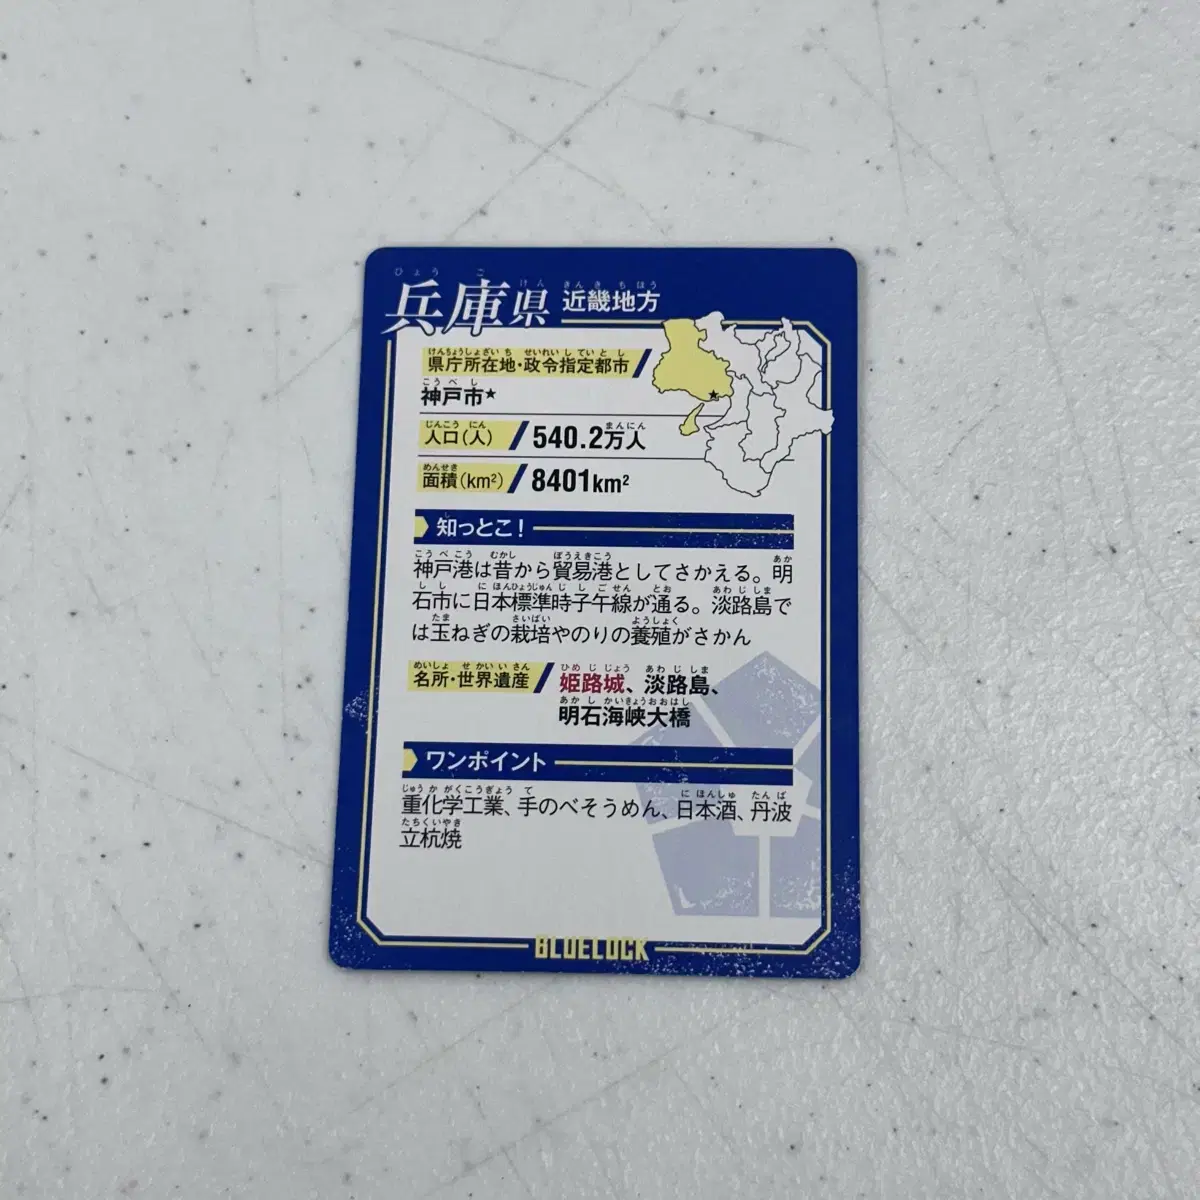 ひょう ご けん きんき ちほう
兵庫県 近畿地方
けんちょうしょざいち せいれいしていとし
県庁所在地・政令指定都市
こうべし
神戸市★
じんこう にん まんにん
人口(人) 540.2万人
めんせき
面積(km²) 8401km²
し
知っとこ!
こうべこう むかし ぼうえきこう あか
神戸港は昔から貿易港としてさかえる。明
しし にほんひょうじゅんじしごせん とお あわじしま
石市に日本標準時子午線が通る。淡路島で
たま さいばい ようしょく
は玉ねぎの栽培やのりの養殖がさかん
めいしょ せかいいさん ひめじじょう あわじしま
名所・世界遺産 姫路城、淡路島、
あかしかいきょうおおはし
明石海峡大橋
ワンポイント
じゅうかがくこうぎょう て にほんしゅ たんば
重化学工業、手のべそうめん、日本酒、丹波
たちくいやき
立杭焼
BLUELOCK